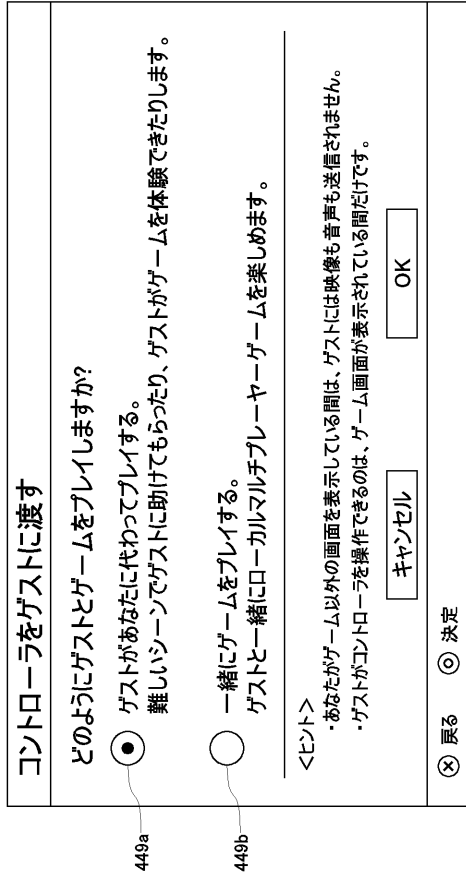 コントローラをゲストに渡す
どのようにゲストとゲームをプレイしますか?
ゲストがあなたに代わってプレイする。
難しいシーンでゲストに助けてもらったり、ゲストがゲームを体験できたりします。
449a
一緒にゲームをプレイする。
ゲストと一緒にローカルマルチプレーヤーゲームを楽しめます。
449b
<ヒント>
・あなたがゲーム以外の画面を表示している間は、ゲストには映像も音声も送信されません。
・ゲストがコントローラを操作できるのは、ゲーム画面が表示されている間だけです。
キャンセル OK
戻る 決定